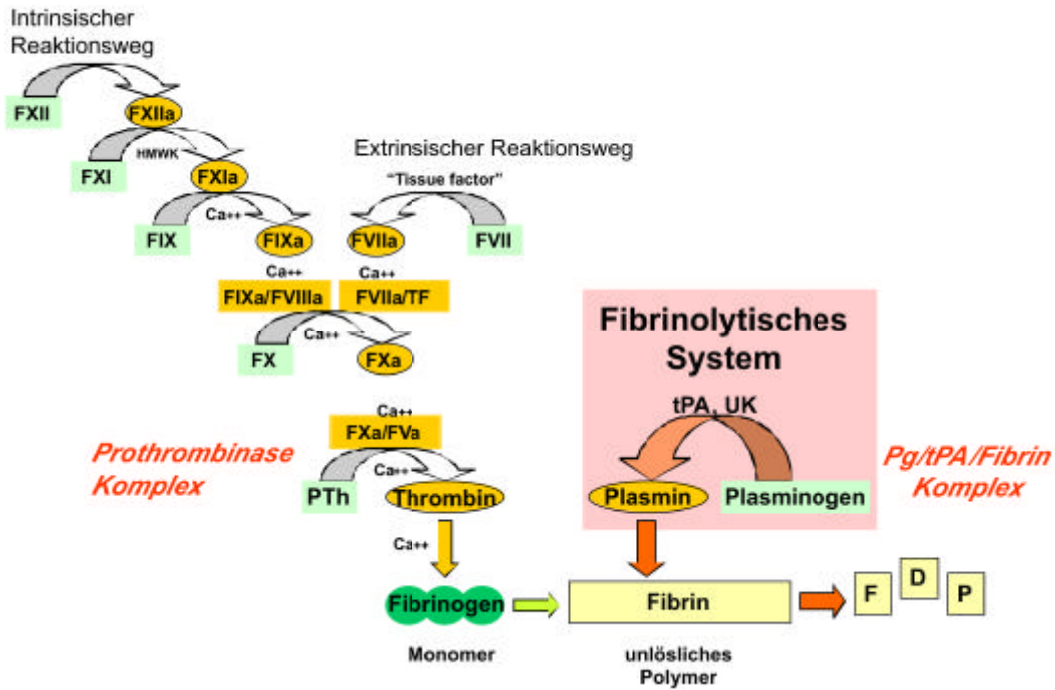 Intrinsischer
Reaktionsweg
FXII
FXIIa
HMWK
FXI
FXIa
Extrinsischer Reaktionsweg
"Tissue factor"
Ca++
FIX
FIXa
FVIIa
FVII
Ca++
Ca++
FIXa/FVIIIa
FVIIa/TF
Ca++
FX
FXa
Fibrinolytisches
System
tPA, UK
Plasmin
Plasminogen
Pg/tPA/Fibrin
Komplex
Prothrombinase
Komplex
Ca++
FXa/FVa
Ca++
PTh
Thrombin
Ca++
Fibrinogen
Fibrin
F
D
P
Monomer
unlösliches
Polymer